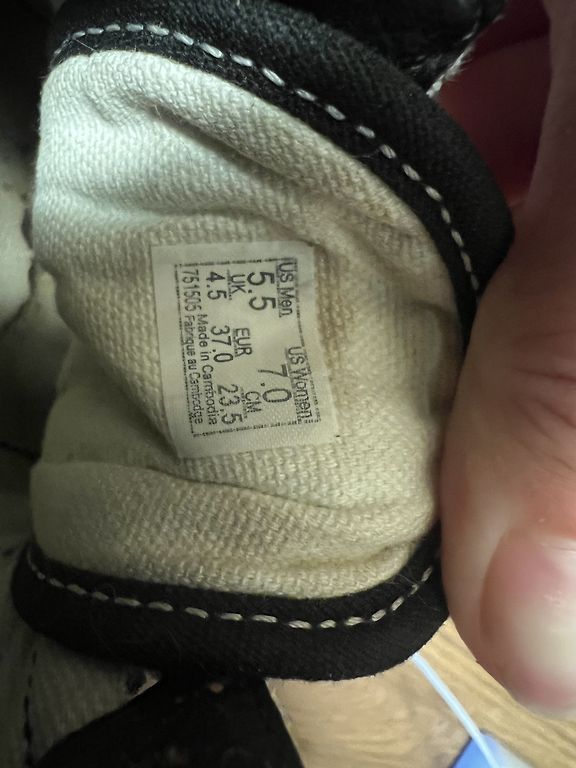 US Men US Women
5.5 7.0
UK EUR CM
4.5 37.0 23.5
751505 Made in Cambodia
Fabriqué au Cambodge